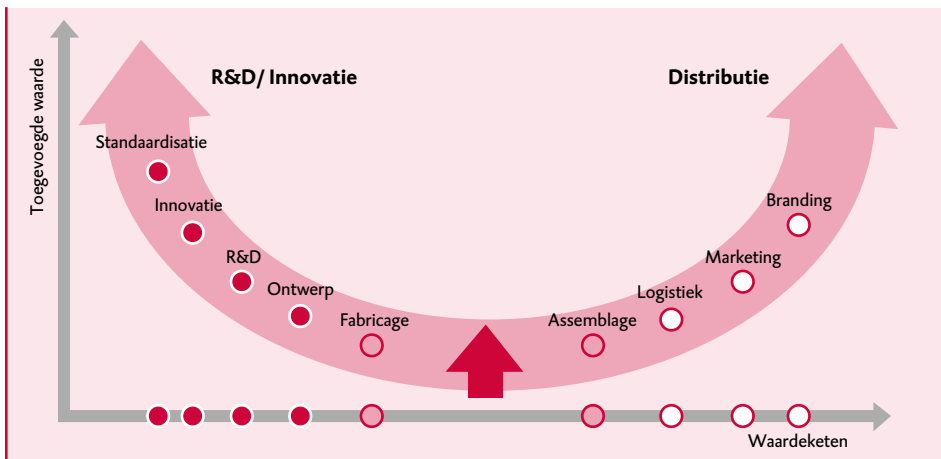 R&D/ Innovatie
Distributie
Toegevoegde waarde
Standaardisatie
Innovatie
R&D
Ontwerp
Fabricage
Assemblage
Logistiek
Marketing
Branding
Waardeketen